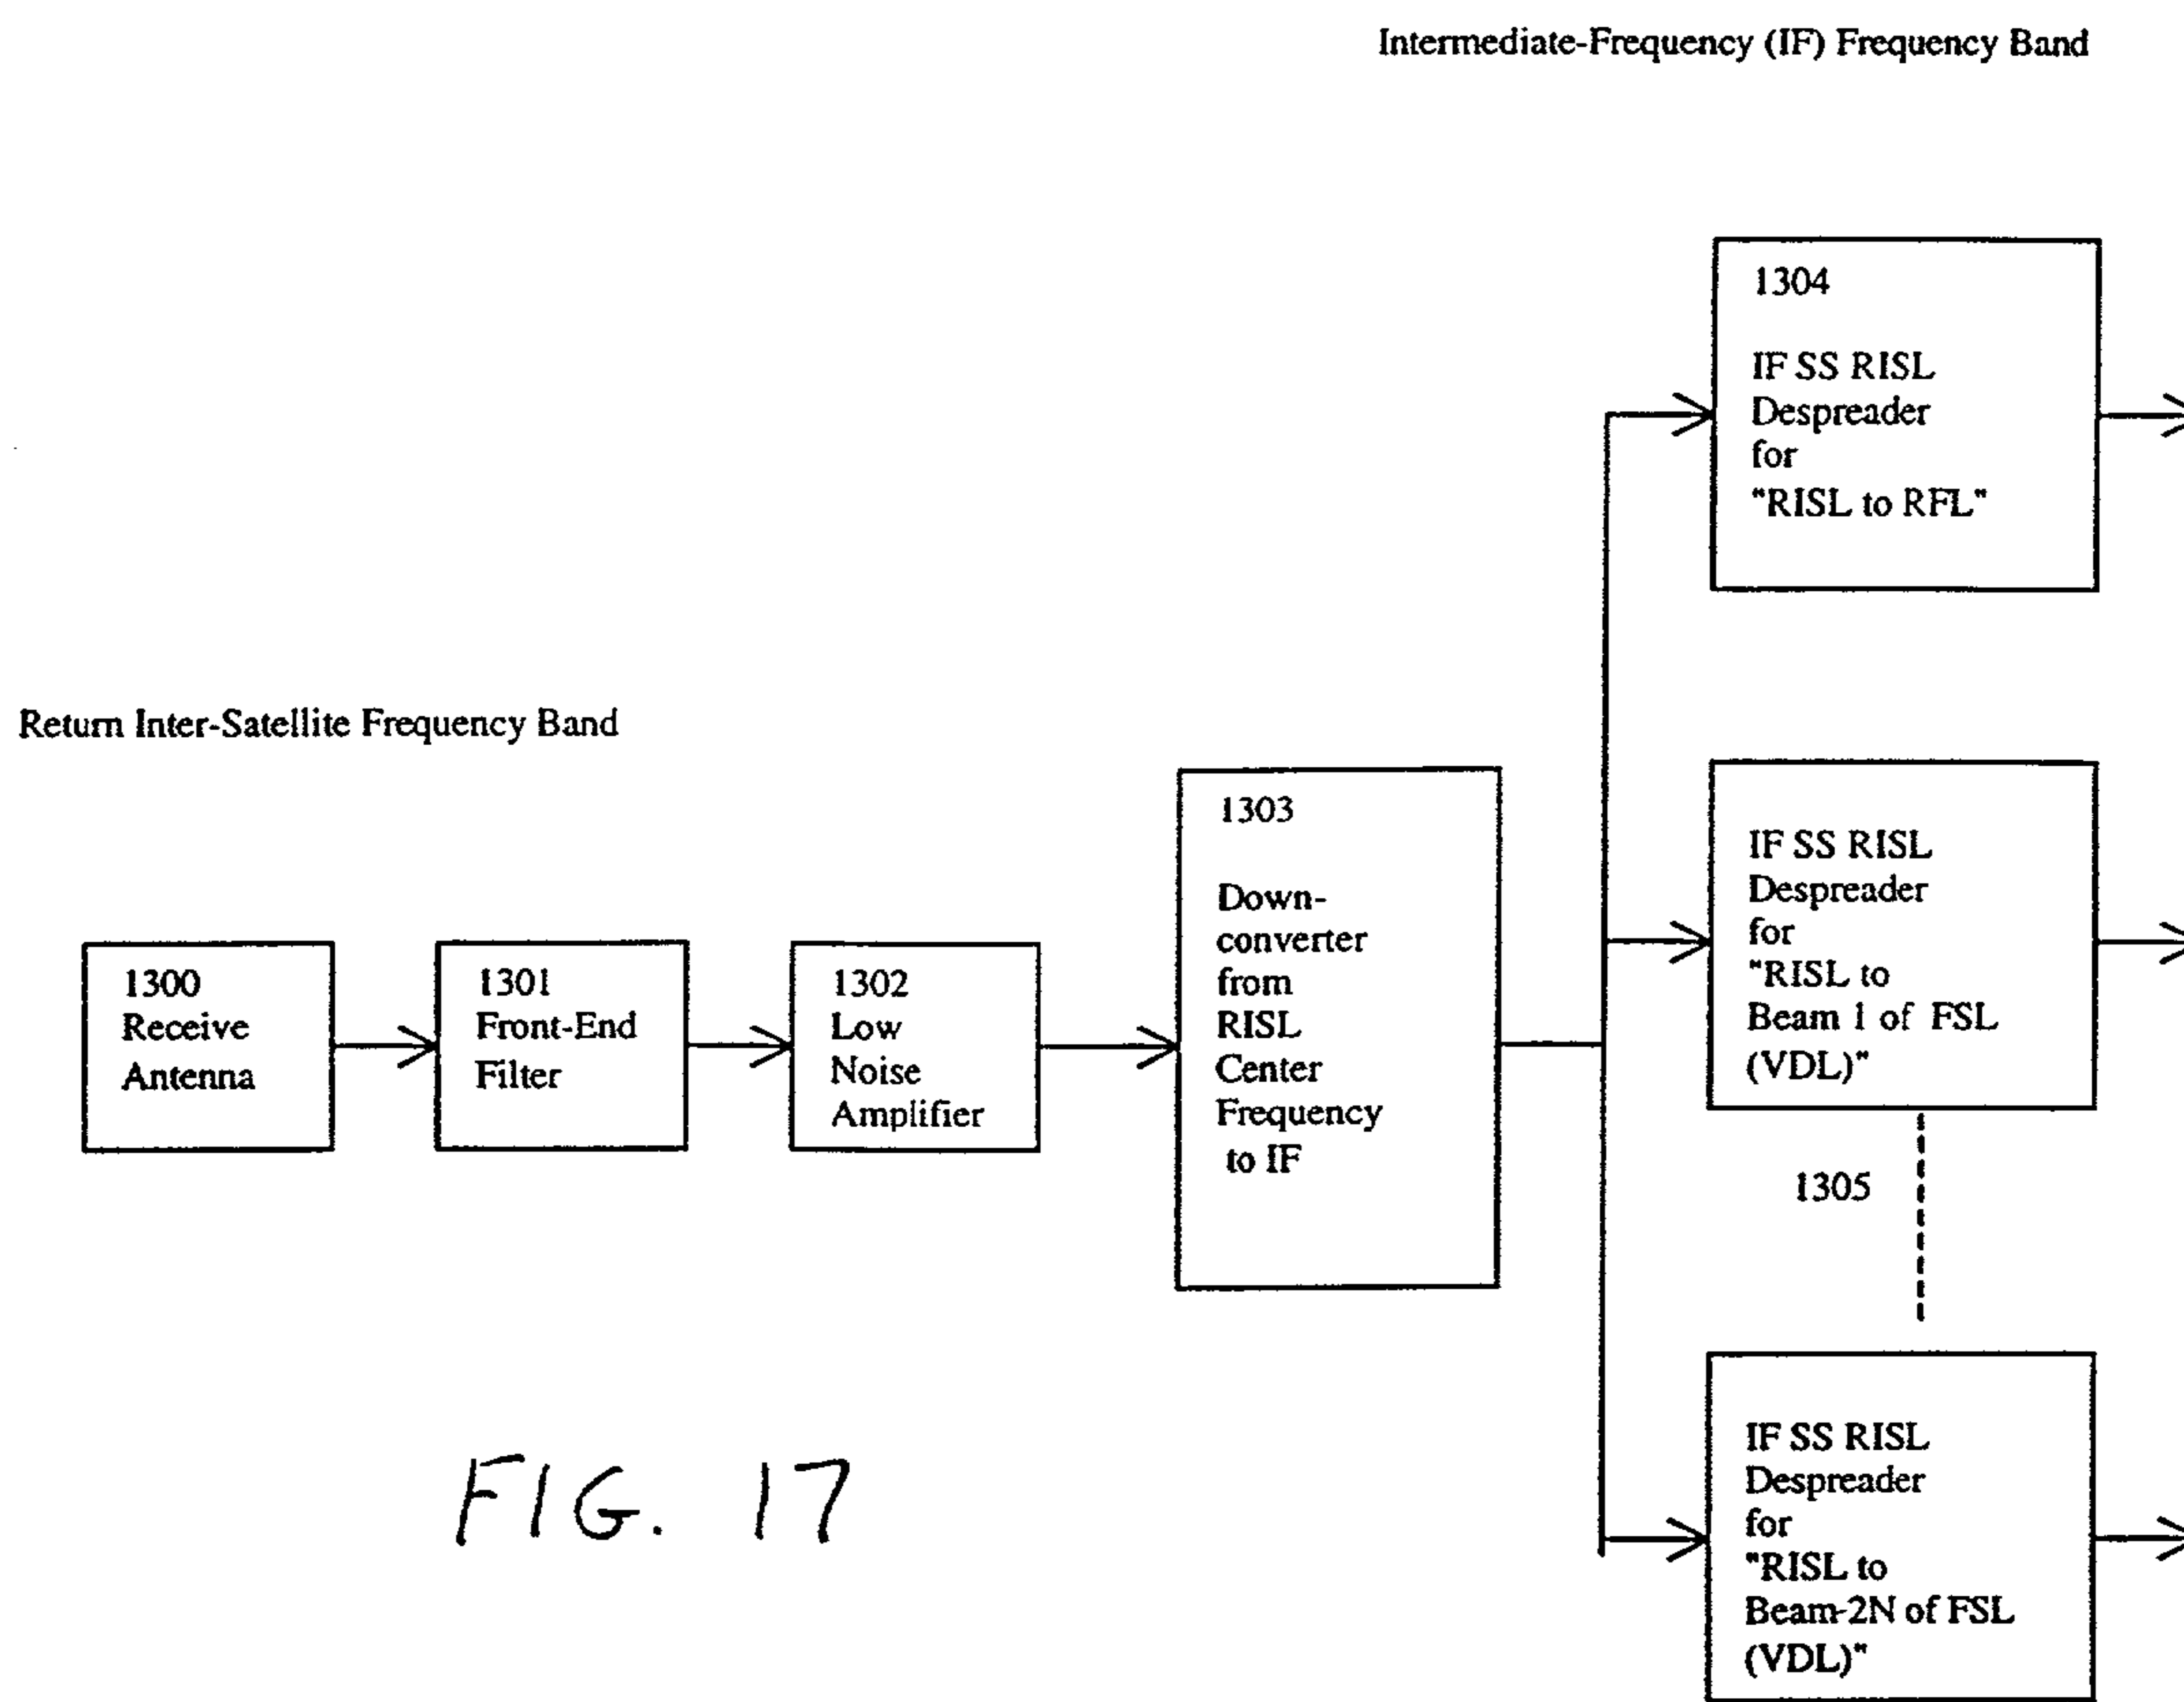 Intermediate-Frequency (IF) Frequency Band
1304
IF SS RISL
Despreader
for
"RISL to RFL"
Return Inter-Satellite Frequency Band
1300
Receive
Antenna
1301
Front-End
Filter
1302
Low
Noise
Amplifier
1303
Down-
converter
from
RISL
Center
Frequency
to IF
IF SS RISL
Despreader
for
"RISL to
Beam 1 of FSL
(VDL)"
1305
IF SS RISL
Despreader
for
"RISL to
Beam-2N of FSL
(VDL)"
FIG. 17